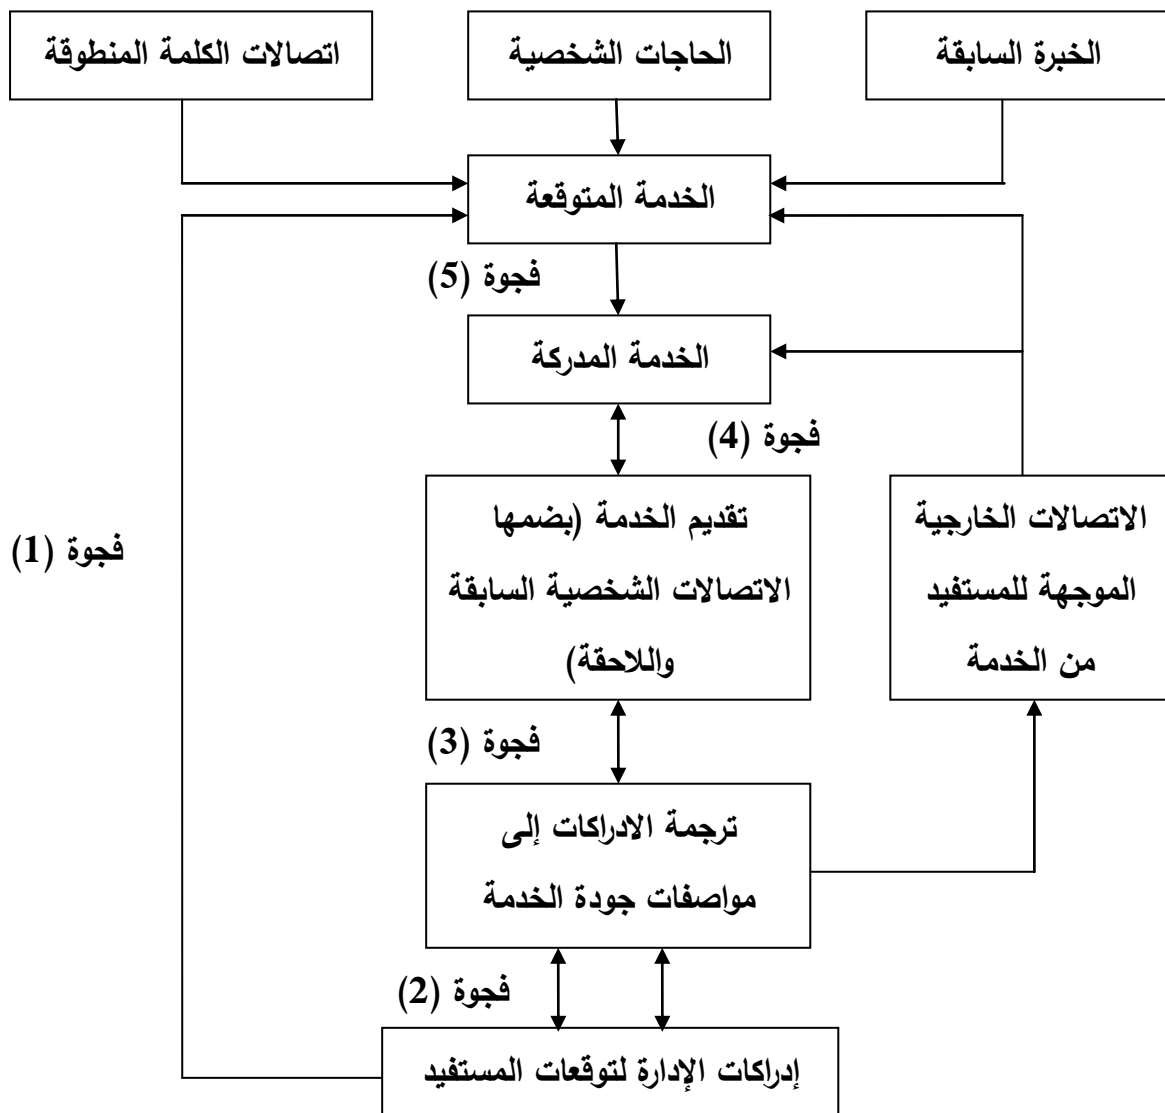 الخبرة السابقة
الحاجات الشخصية
اتصالات الكلمة المنطوقة
الخدمة المتوقعة
فجوة (5)
الخدمة المدركة
فجوة (4)
الاتصالات الخارجية
الموجهة للمستفيد
من الخدمة
تقديم الخدمة (بضمها
الاتصالات الشخصية السابقة
واللاحقة)
فجوة (1)
فجوة (3)
ترجمة الادراكات إلى
مواصفات جودة الخدمة
فجوة (2)
إدراكات الإدارة لتوقعات المستفيد